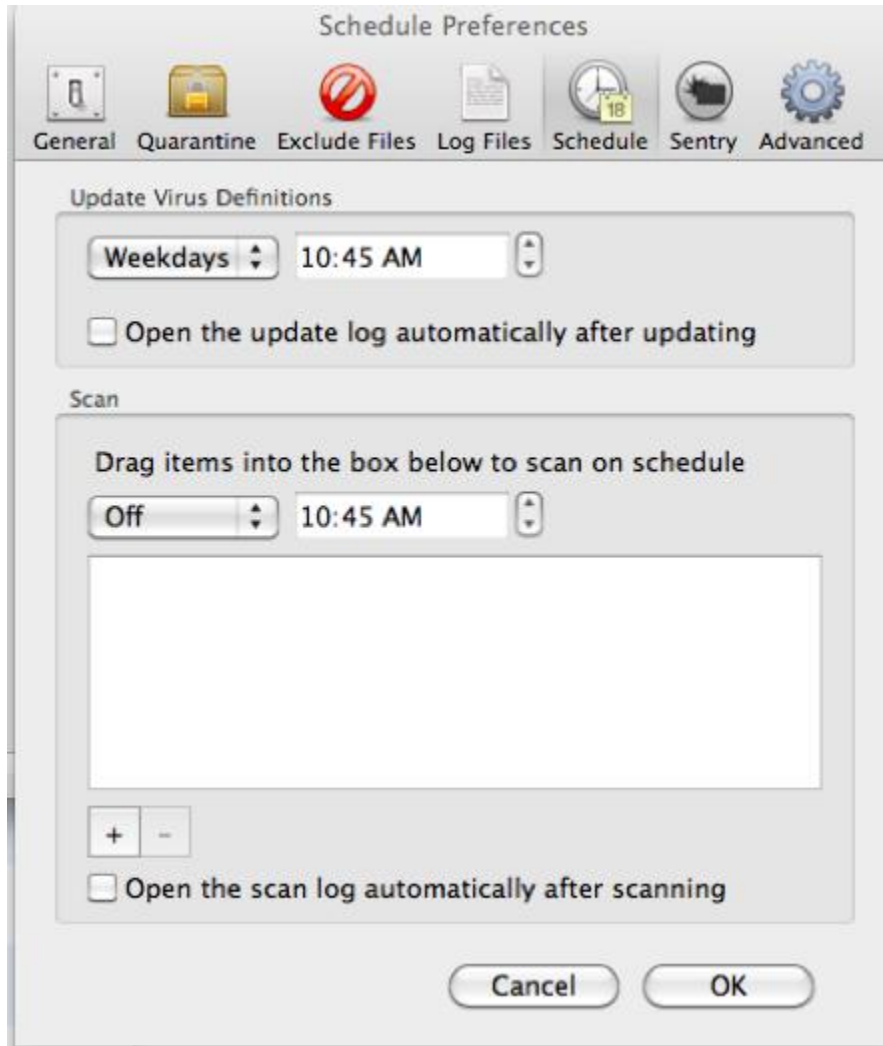 Schedule Preferences
18
General Quarantine Exclude Files Log Files Schedule Sentry Advanced
Update Virus Definitions
Weekdays 10:45 AM
Open the update log automatically after updating
Scan
Drag items into the box below to scan on schedule
Off 10:45 AM
+ -
Open the scan log automatically after scanning
Cancel OK